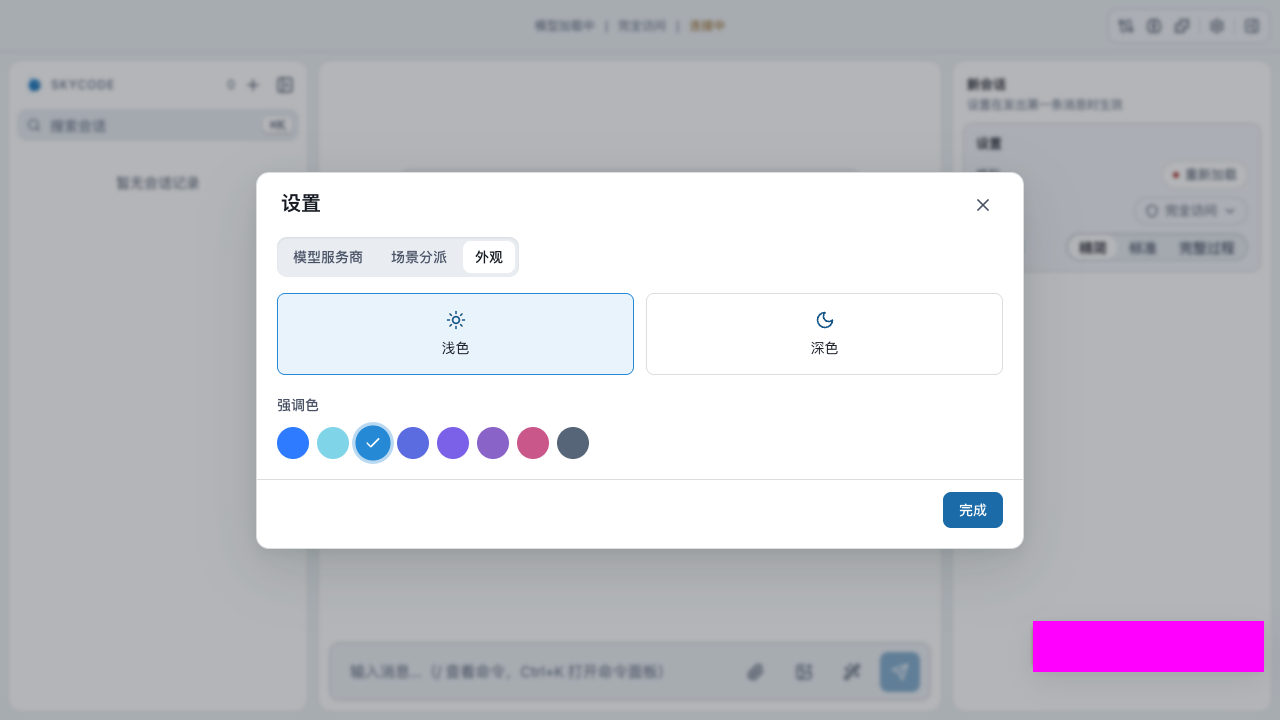 模型加载中 | 完全访问 | 连接中
SKYCODE
0
搜索会话
⌘K
暂无会话记录
新会话
设置在发出第一条消息时生效
设置
重新加载
完全访问
精简 标准 完整过程
设置
模型服务商 场景分派 外观
浅色 深色
强调色
完成
输入消息... (/ 查看命令, Ctrl+K 打开命令面板)